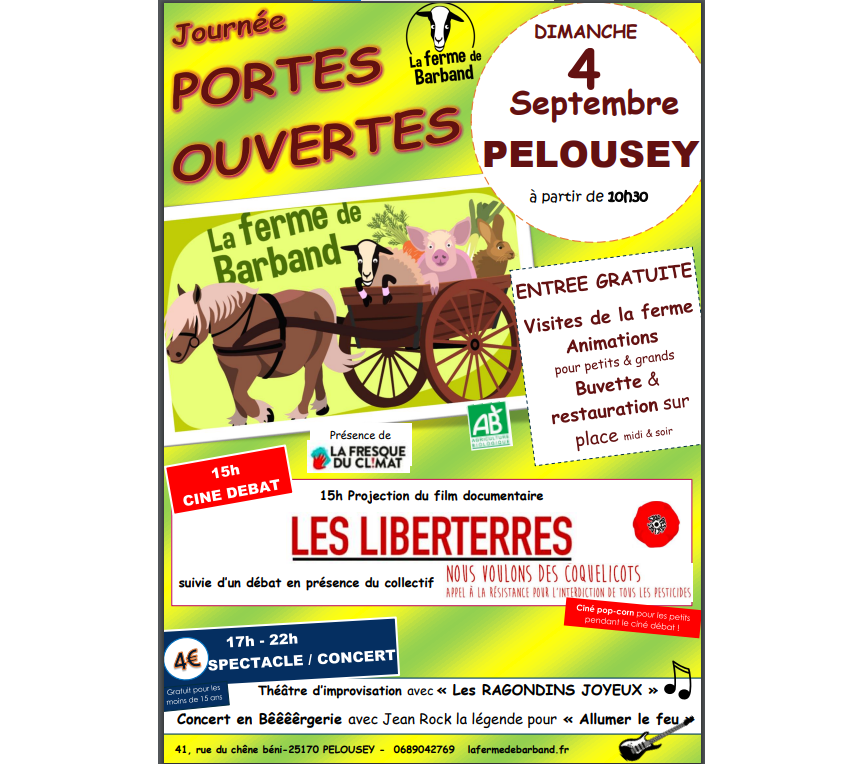 Journée
PORTES
OUVERTES
La ferme de
Barband
DIMANCHE
4
Septembre
PELOUSEY
à partir de 10h30
La ferme de
Barband
ENTREE GRATUITE
Visites de la ferme
Animations
pour petits & grands
Buvette &
restauration sur
place midi & soir
AB
AGRICULTURE
BIOLOGIQUE
Présence de
LA FRESQUE
DU CL!MAT
15h
CINE DEBAT
15h Projection du film documentaire
LES LIBERTERRES
suivie d'un débat en présence du collectif
NOUS VOULONS DES COQUELICOTS
APPEL À LA RÉSISTANCE POUR L'INTERDICTION DE TOUS LES PESTICIDES
Ciné pop-corn pour les petits
pendant le ciné débat !
17h - 22h
4€ SPECTACLE / CONCERT
Gratuit pour les
moins de 15 ans
Théâtre d'improvisation avec « Les RAGONDINS JOYEUX »
Concert en Bêêêêrgerie avec Jean Rock la légende pour « Allumer le feu »
41, rue du chêne béni-25170 PELOUSEY - 0689042769 lafermedebarband.fr